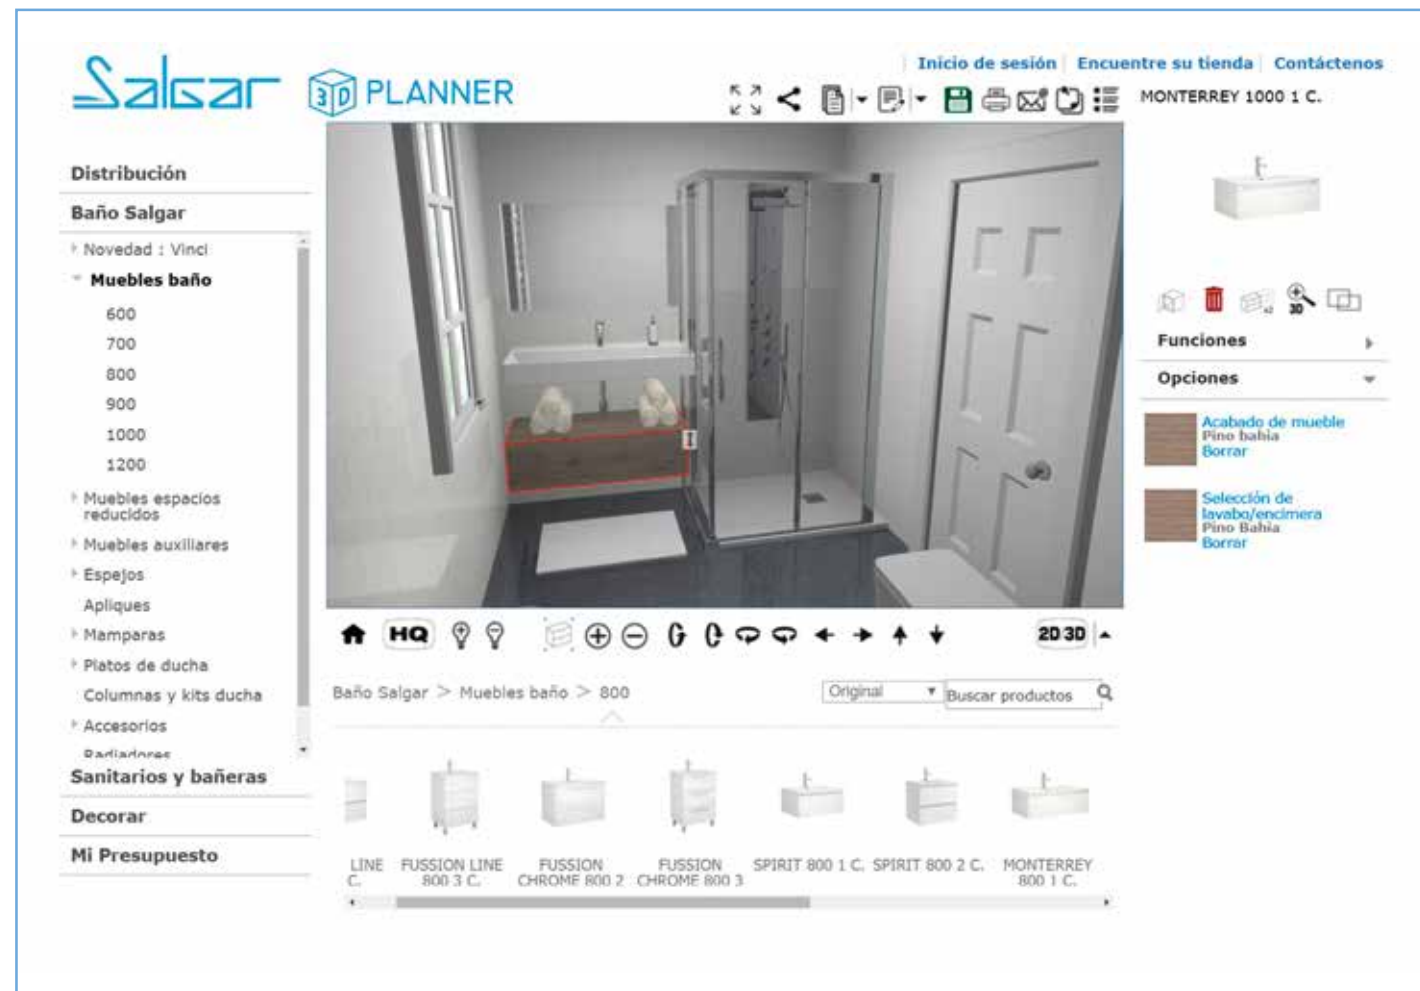 Inicio de sesión Encuentre su tienda Contáctenos
Salgar 3D PLANNER
MONTERREY 1000 1 C.
Distribución
Baño Salgar
Novedad : Vinci
Muebles baño
600
700
800
900
1000
1200
Muebles espacios
reducidos
Muebles auxiliares
Espejos
Apliques
Mamparas
Platos de ducha
Columnas y kits ducha
Accesorios
Radiadores
Sanitarios y bañeras
Decorar
Mi Presupuesto
HQ
2D 3D
Baño Salgar > Muebles baño > 800
Original
Buscar productos
LINE
C.
FUSSION LINE
800 3 C.
FUSSION
CHROME 800 2
FUSSION
CHROME 800 3
SPIRIT 800 1 C.
SPIRIT 800 2 C.
MONTERREY
800 1 C.
x2
3D
Funciones
Opciones
Acabado de mueble
Pino bahia
Borrar
Selección de
lavabo/encimera
Pino Bahia
Borrar